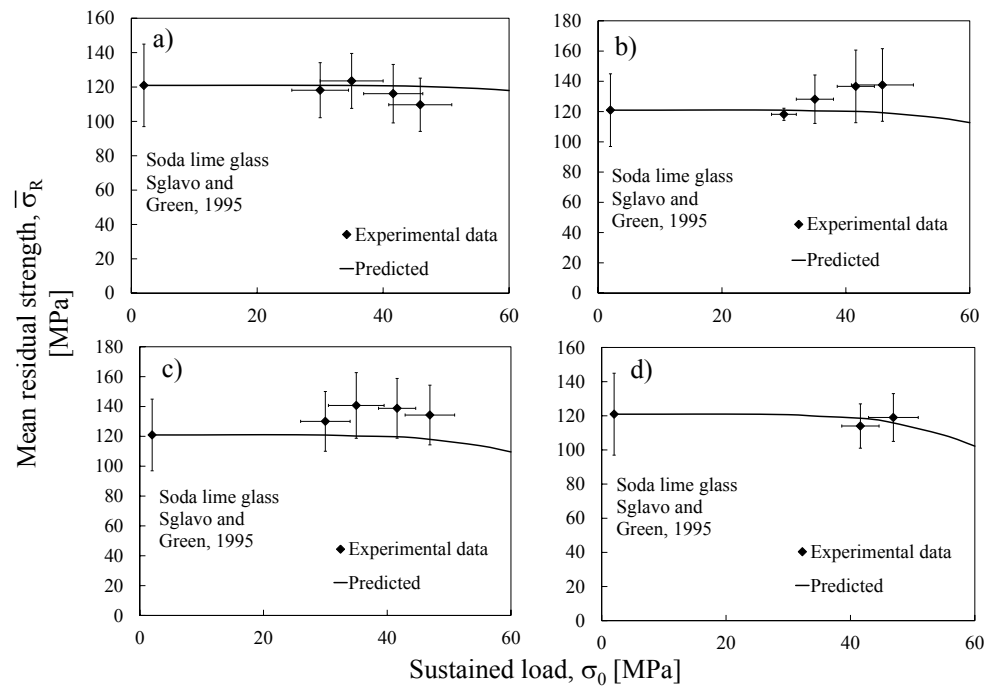 Mean residual strength, σ̅R
[MPa]
160
140
120
100
80
60
40
20
0
a)
Soda lime glass
Sglavo and
Green, 1995
Experimental data
Predicted
0
20
40
60
160
140
120
100
80
60
40
20
0
b)
Soda lime glass
Sglavo and
Green, 1995
Experimental data
Predicted
0
20
40
60
180
160
140
120
100
80
60
40
20
0
c)
Soda lime glass
Sglavo and
Green, 1995
Experimental data
Predicted
0
20
40
60
160
140
120
100
80
60
40
20
0
d)
Soda lime glass
Sglavo and
Green, 1995
Experimental data
Predicted
0
20
40
60
Sustained load, σ0 [MPa]